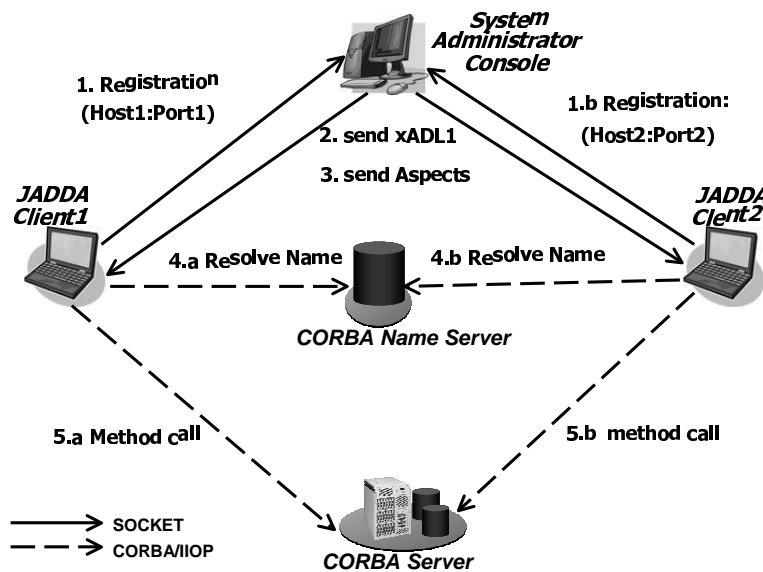 System
Administrator
Console
1. Registration
(Host1:Port1)
1.b Registration:
(Host2:Port2)
2. send xADL1
3. send Aspects
JADDA
Client1
JADDA
Clent2
4.a Resolve Name
4.b Resolve Name
CORBA Name Server
5.a Method call
5.b method call
SOCKET
CORBA/IIOP
CORBA Server